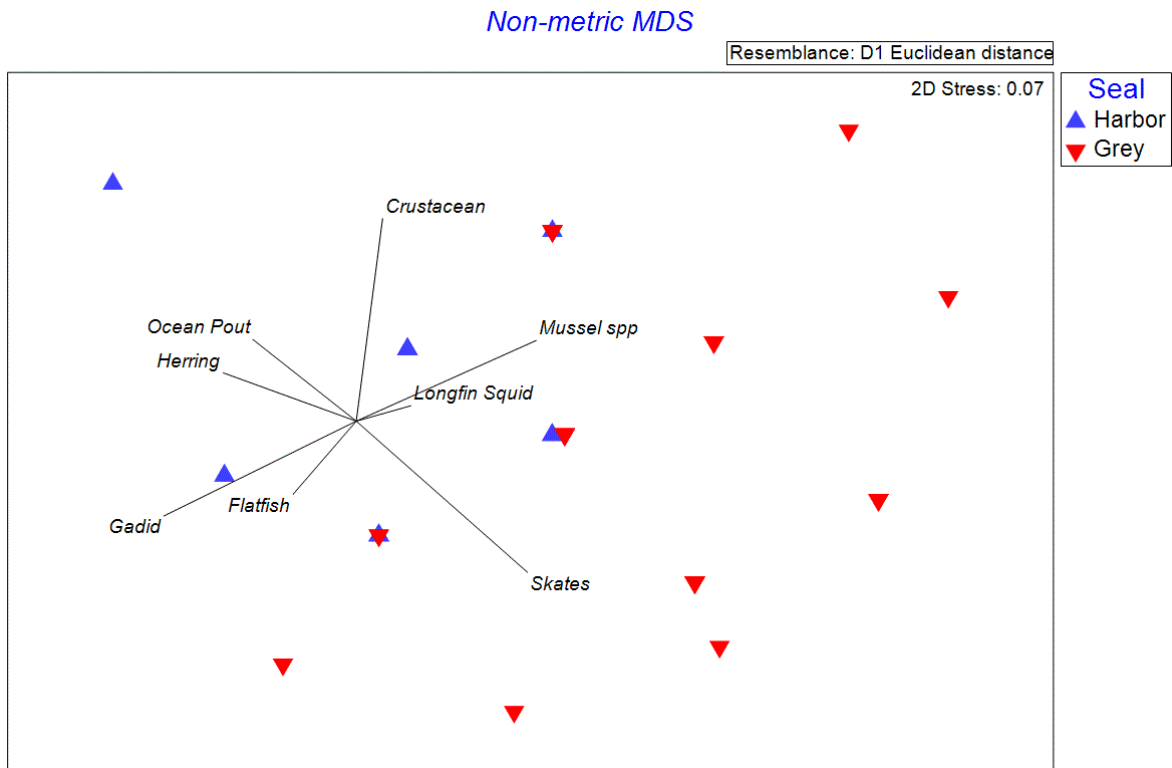 Non-metric MDS
Resemblance: D1 Euclidean distance
2D Stress: 0.07
Seal
Harbor
Grey
Crustacean
Ocean Pout
Mussel spp
Herring
Longfin Squid
Flatfish
Gadid
Skates